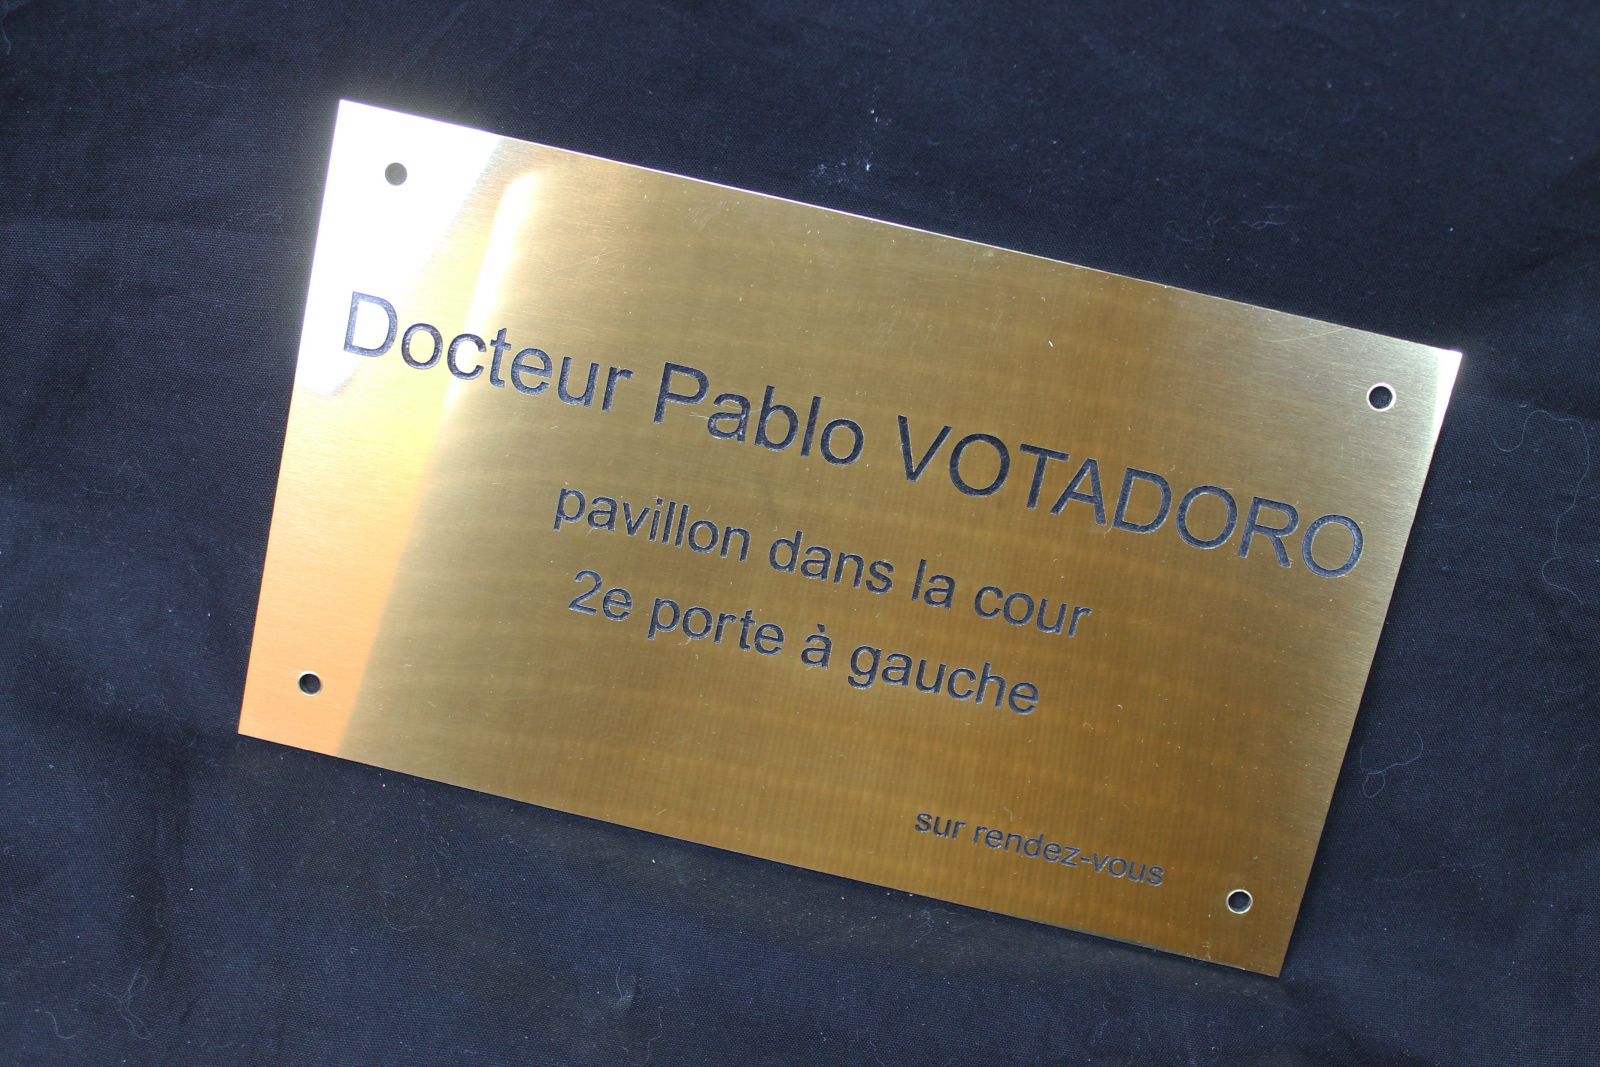 Docteur Pablo VOTADORO
pavillon dans la cour
2e porte à gauche
sur rendez-vous